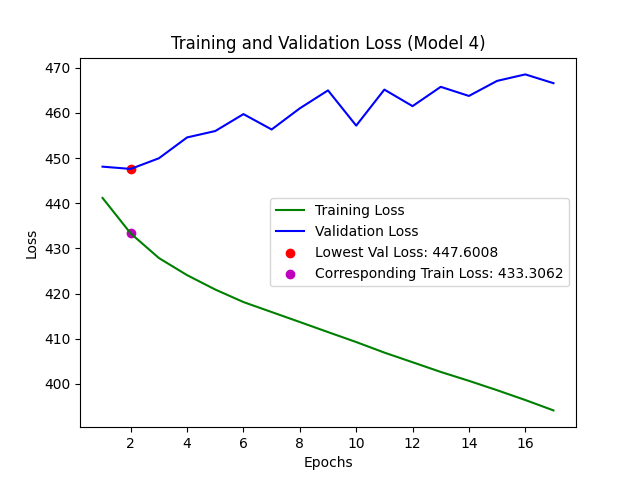 Training and Validation Loss (Model 4)
470
460
450
440
430
420
410
400
Loss
Training Loss
Validation Loss
Lowest Val Loss: 447.6008
Corresponding Train Loss: 433.3062
2 4 6 8 10 12 14 16
Epochs